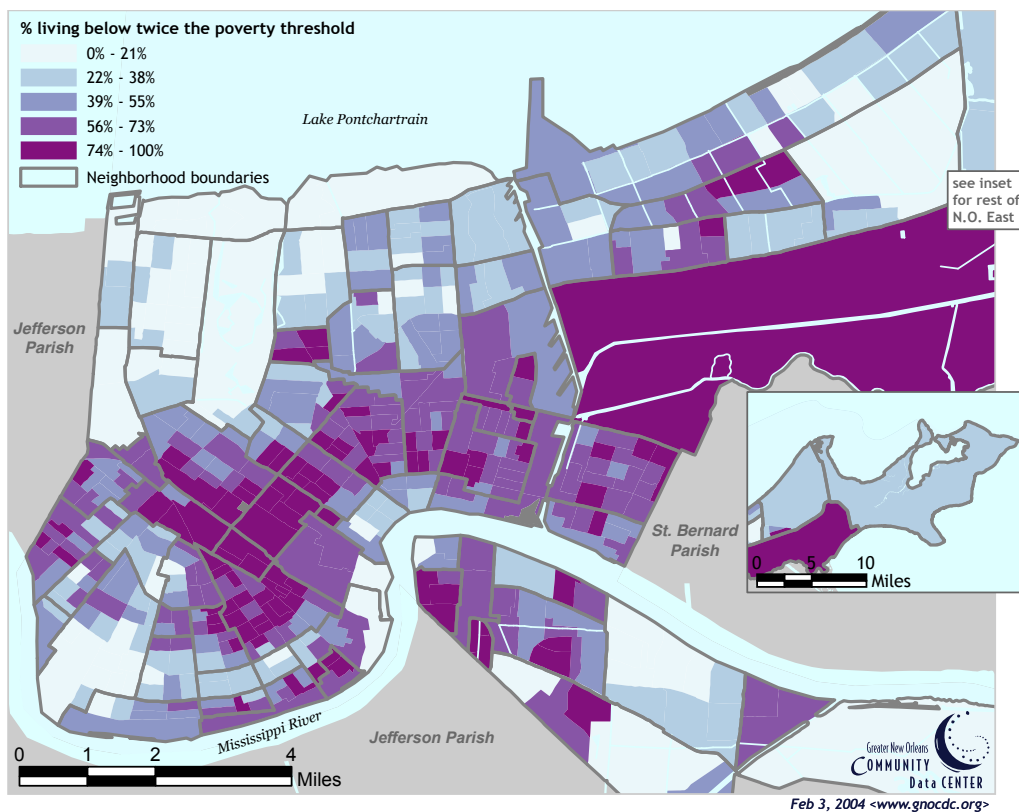 % living below twice the poverty threshold
0% - 21%
22% - 38%
39% - 55%
56% - 73%
74% - 100%
Neighborhood boundaries
Lake Pontchartrain
see inset
for rest of
N.O. East
Jefferson
Parish
St. Bernard
Parish
0 5 10
Miles
Mississippi River
Jefferson Parish
0 1 2 4
Miles
Greater New Orleans
COMMUNITY
Data CENTER
Feb 3, 2004 <www.gnocdc.org>